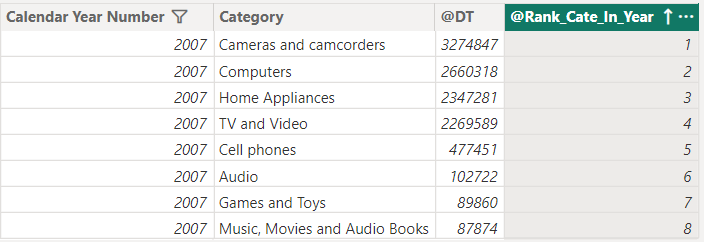 Calendar Year Number Category @DT @Rank_Cate_In_Year
2007 Cameras and camcorders 3274847 1
2007 Computers 2660318 2
2007 Home Appliances 2347281 3
2007 TV and Video 2269589 4
2007 Cell phones 477451 5
2007 Audio 102722 6
2007 Games and Toys 89860 7
2007 Music, Movies and Audio Books 87874 8